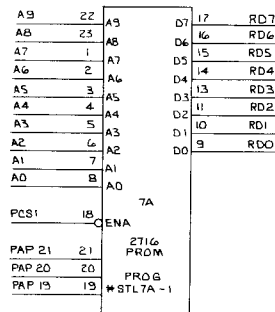 A9 22 A9 D7 17 RD7
A8 23 A8 D6 16 RD6
A7 1 A7 D5 15 RD5
A6 2 A6 D4 14 RD4
A5 3 A5 D3 13 RD3
A4 4 A4 D2 11 RD2
A3 5 A3 D1 10 RD1
A2 6 A2 D0 9 RD0
A1 7 A1
A0 8 A0
7A
PCS1 18 ENA
2716
PAP 21 21 PROM
PAP 20 20 PROG
PAP 19 19 *STL7A-1